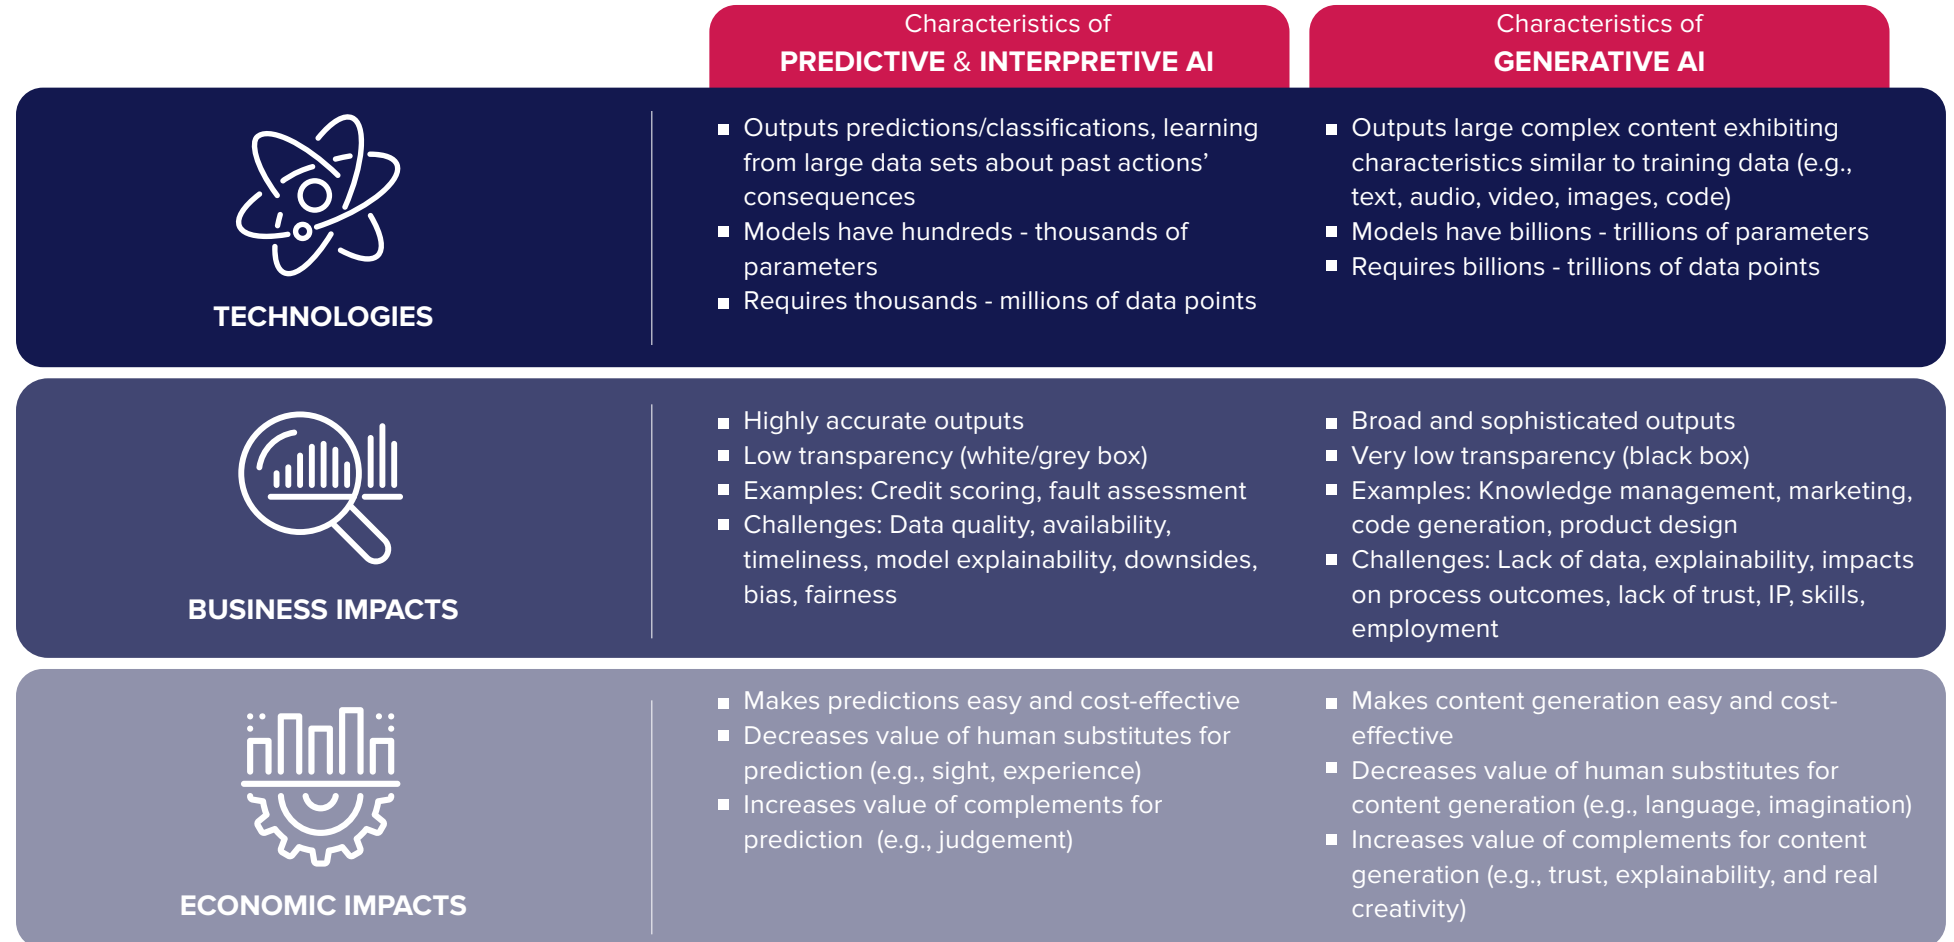 Characteristics of
PREDICTIVE & INTERPRETIVE AI
Characteristics of
GENERATIVE AI
TECHNOLOGIES
▪ Outputs predictions/classifications, learning
from large data sets about past actions’
consequences
▪ Models have hundreds - thousands of
parameters
▪ Requires thousands - millions of data points
▪ Outputs large complex content exhibiting
characteristics similar to training data (e.g.,
text, audio, video, images, code)
▪ Models have billions - trillions of parameters
▪ Requires billions - trillions of data points
BUSINESS IMPACTS
▪ Highly accurate outputs
▪ Low transparency (white/grey box)
▪ Examples: Credit scoring, fault assessment
▪ Challenges: Data quality, availability,
timeliness, model explainability, downsides,
bias, fairness
▪ Broad and sophisticated outputs
▪ Very low transparency (black box)
▪ Examples: Knowledge management, marketing,
code generation, product design
▪ Challenges: Lack of data, explainability, impacts
on process outcomes, lack of trust, IP, skills,
employment
ECONOMIC IMPACTS
▪ Makes predictions easy and cost-effective
▪ Decreases value of human substitutes for
prediction (e.g., sight, experience)
▪ Increases value of complements for
prediction  (e.g., judgement)
▪ Makes content generation easy and cost-
effective
▪ Decreases value of human substitutes for
content generation (e.g., language, imagination)
▪ Increases value of complements for content
generation (e.g., trust, explainability, and real
creativity)